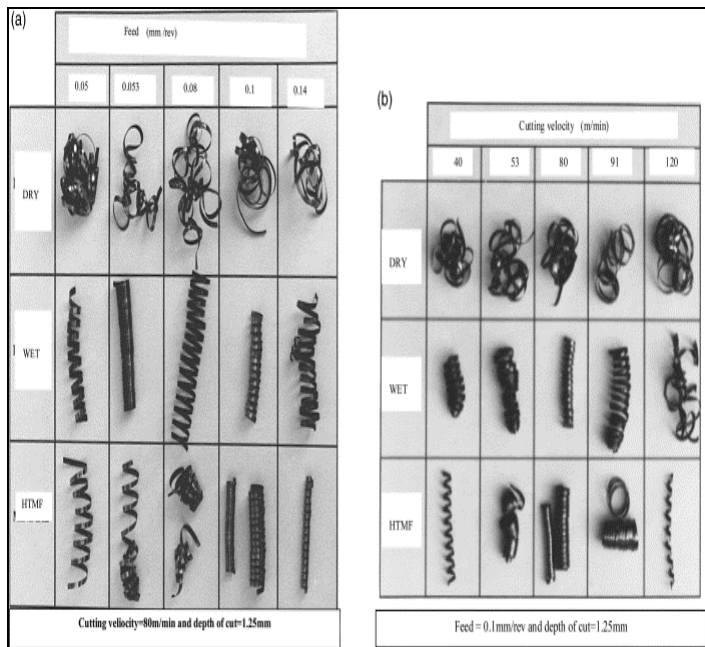 (a)
Feed (mm /rev)
0.05 0.053 0.08 0.1 0.14
DRY
WET
HTMF
Cutting veliocity=80m/min and depth of cut=1.25mm
(b)
Cutting velocity (m/min)
40 53 80 91 120
DRY
WET
HTMF
Feed = 0.1mm/rev and depth of cut=1.25mm